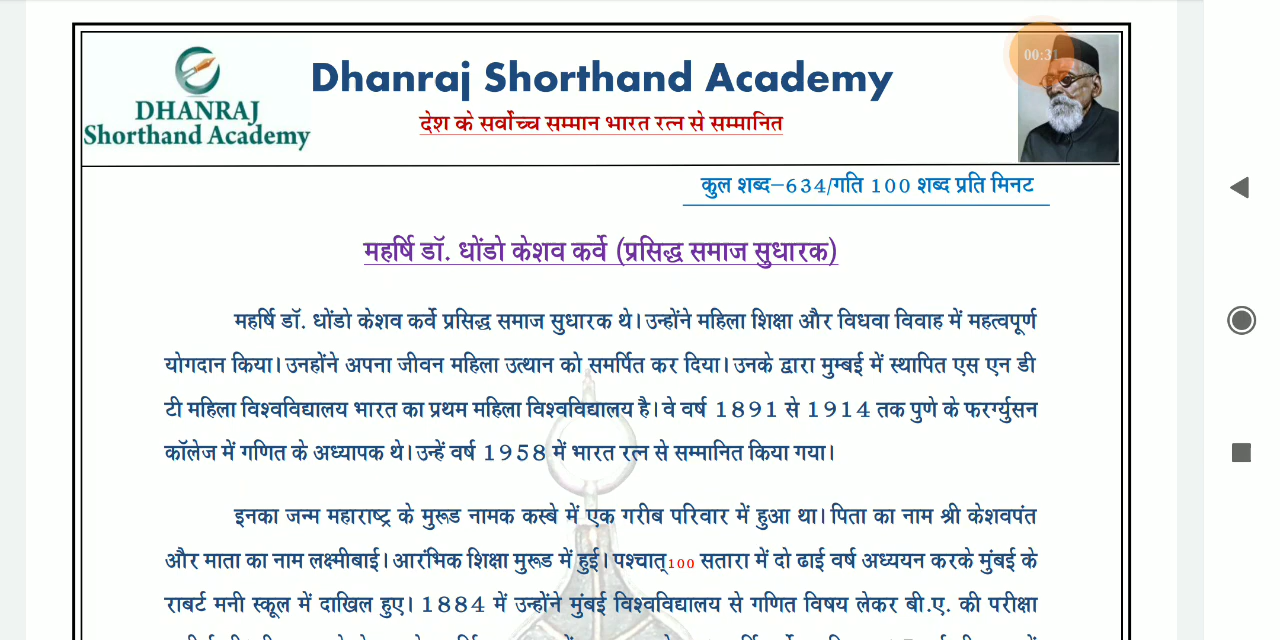 00:31
DHANRAJ
Shorthand Academy
Dhanraj Shorthand Academy
देश के सर्वोच्च सम्मान भारत रत्न से सम्मानित
कुल शब्द–634/गति 100 शब्द प्रति मिनट
महर्षि डॉ. धोंडो केशव कर्वे (प्रसिद्ध समाज सुधारक)
महर्षि डॉ. धोंडो केशव कर्वे प्रसिद्ध समाज सुधारक थे। उन्होंने महिला शिक्षा और विधवा विवाह में महत्वपूर्ण
योगदान किया। उनहोंने अपना जीवन महिला उत्थान को समर्पित कर दिया। उनके द्वारा मुम्बई में स्थापित एस एन डी
टी महिला विश्वविद्यालय भारत का प्रथम महिला विश्वविद्यालय है। वे वर्ष 1891 से 1914 तक पुणे के फरर्ग्युसन
कॉलेज में गणित के अध्यापक थे। उन्हें वर्ष 1958 में भारत रत्न से सम्मानित किया गया।
इनका जन्म महाराष्ट्र के मुरूड नामक कस्बे में एक गरीब परिवार में हुआ था। पिता का नाम श्री केशवपंत
और माता का नाम लक्ष्मीबाई। आरंभिक शिक्षा मुरूड में हुई। पश्चात्100 सतारा में दो ढाई वर्ष अध्ययन करके मुंबई के
राबर्ट मनी स्कूल में दाखिल हुए। 1884 में उन्होंने मुंबई विश्वविद्यालय से गणित विषय लेकर बी.ए. की परीक्षा